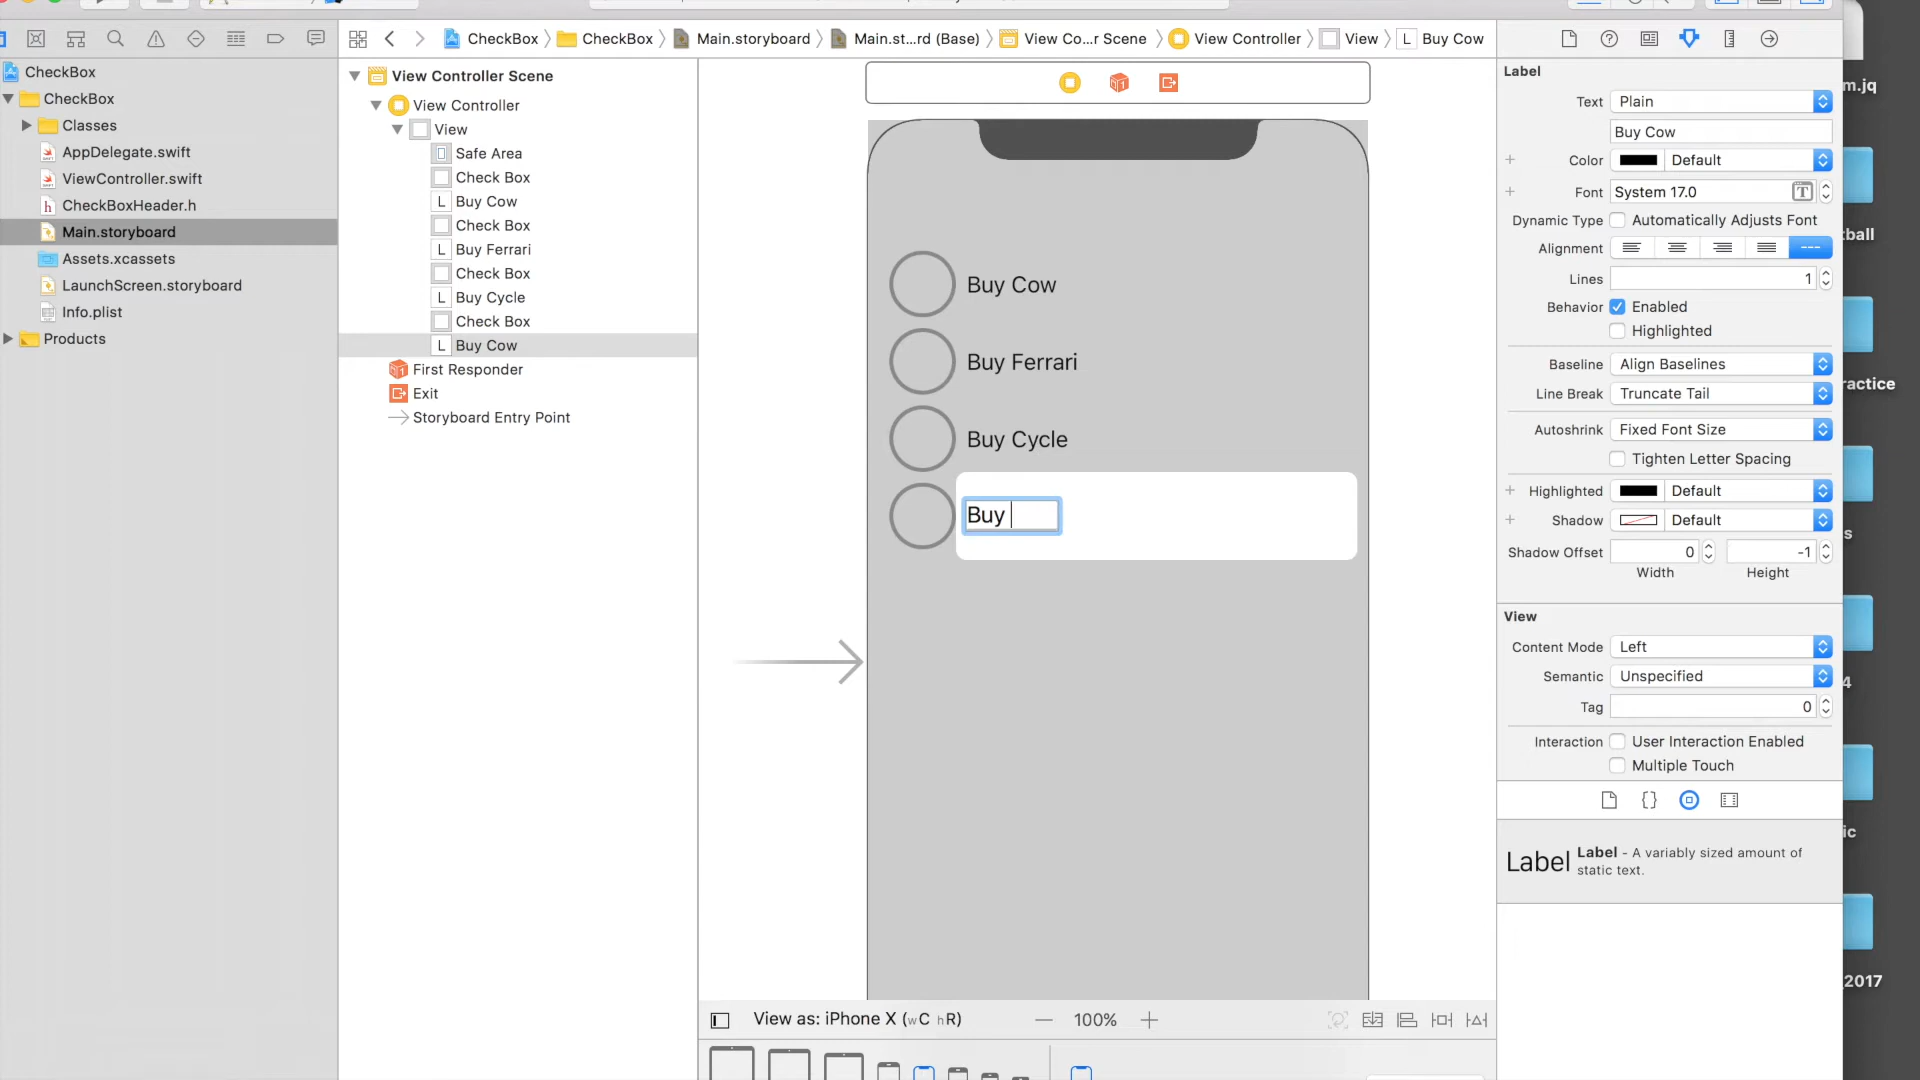 CheckBox
CheckBox
Main.storyboard
Main.st...rd (Base)
View Co...r Scene
View Controller
View
L Buy Cow
CheckBox
CheckBox
Classes
AppDelegate.swift
ViewController.swift
h CheckBoxHeader.h
Main.storyboard
Assets.xcassets
LaunchScreen.storyboard
Info.plist
Products
View Controller Scene
View Controller
View
Safe Area
Check Box
L Buy Cow
Check Box
L Buy Ferrari
Check Box
L Buy Cycle
Check Box
L Buy Cow
First Responder
Exit
Storyboard Entry Point
Buy Cow
Buy Ferrari
Buy Cycle
Buy
View as: iPhone X (wC hR)
100%
Label
Text Plain
Buy Cow
Color Default
Font System 17.0 T
Dynamic Type Automatically Adjusts Font
Alignment
Lines 1
Behavior Enabled
Highlighted
Baseline Align Baselines
Line Break Truncate Tail
Autoshrink Fixed Font Size
Tighten Letter Spacing
Highlighted Default
Shadow Default
Shadow Offset 0 -1
Width Height
View
Content Mode Left
Semantic Unspecified
Tag 0
Interaction User Interaction Enabled
Multiple Touch
{}
Label Label - A variably sized amount of
static text.
m.jq
tball
ractice
s
4
ic
2017